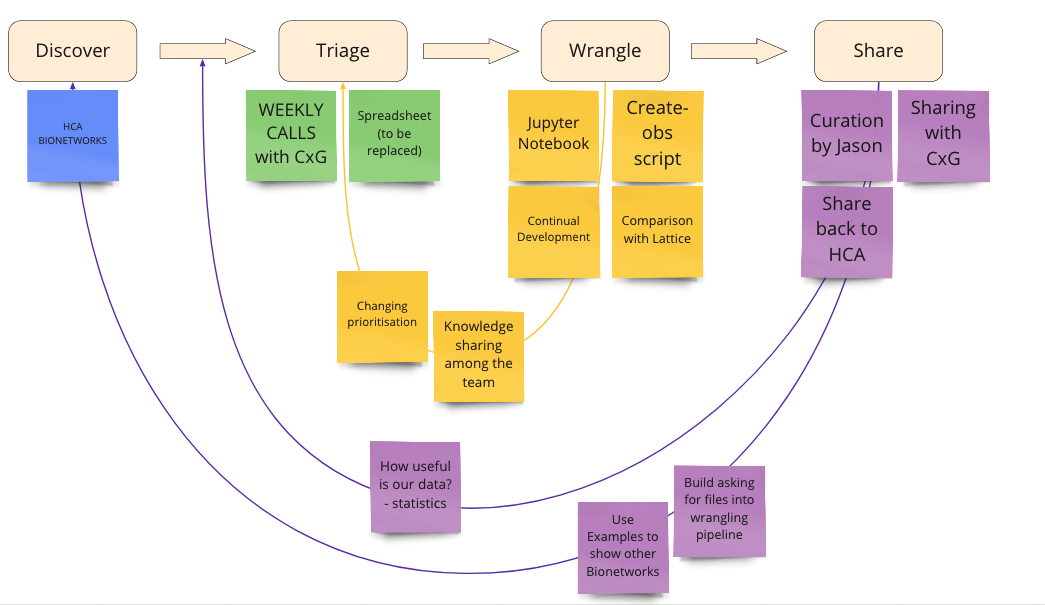 Discover
Triage
Wrangle
Share
HCA
BIONETWORKS
WEEKLY
CALLS
with CxG
Spreadsheet
(to be
replaced)
Jupyter
Notebook
Create-
obs
script
Curation
by Jason
Sharing
with
CxG
Continual
Development
Comparison
with Lattice
Share
back to
HCA
Changing
prioritisation
Knowledge
sharing
among the
team
How useful
is our data?
- statistics
Build asking
for files into
wrangling
pipeline
Use
Examples to
show other
Bionetworks